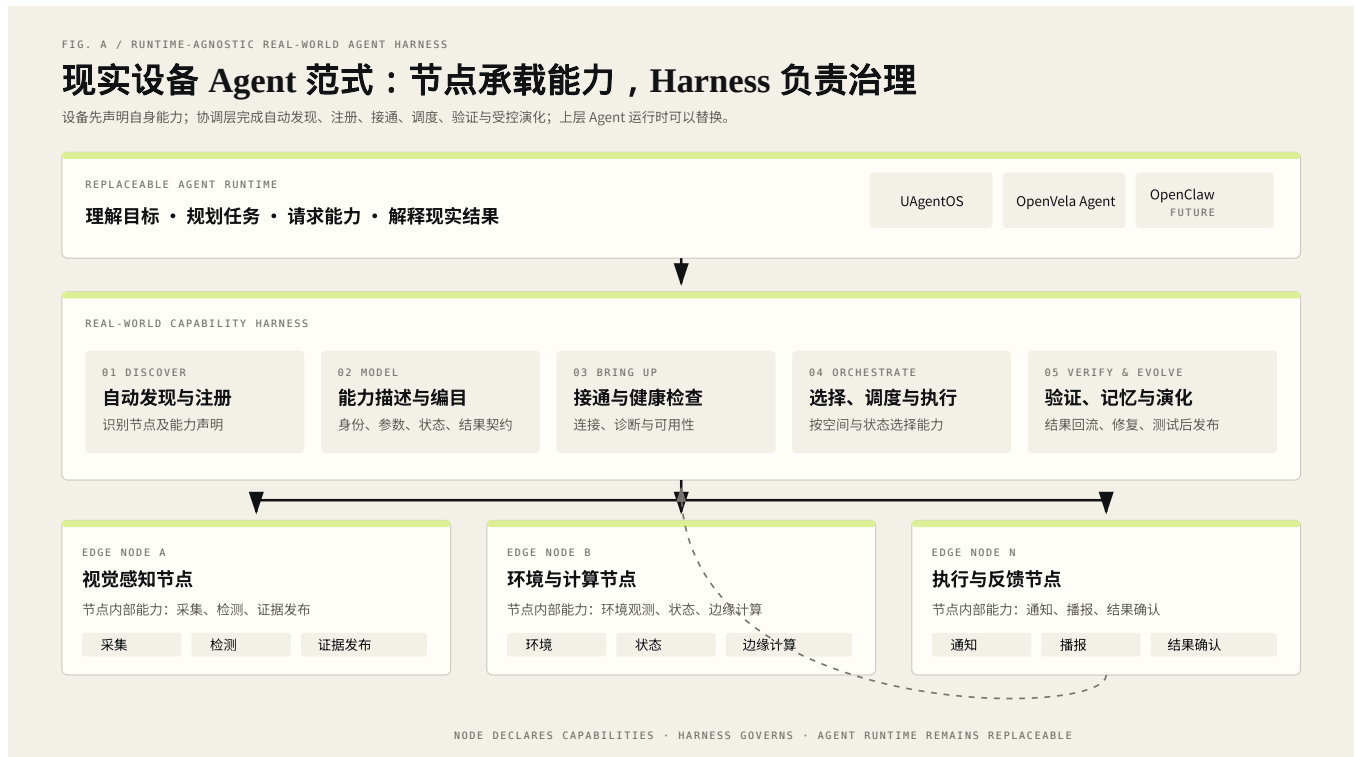 FIG. A / RUNTIME-AGNOSTIC REAL-WORLD AGENT HARNESS
现实设备 Agent 范式：节点承载能力，Harness 负责治理
设备先声明自身能力；协调层完成自动发现、注册、接通、调度、验证与受控演化；上层 Agent 运行时可以替换。
REPLACEABLE AGENT RUNTIME
理解目标 · 规划任务 · 请求能力 · 解释现实结果
UAgentOS
OpenVela Agent
OpenClaw
FUTURE
REAL-WORLD CAPABILITY HARNESS
01 DISCOVER
自动发现与注册
识别节点及能力声明
02 MODEL
能力描述与编目
身份、参数、状态、结果契约
03 BRING UP
接通与健康检查
连接、诊断与可用性
04 ORCHESTRATE
选择、调度与执行
按空间与状态选择能力
05 VERIFY & EVOLVE
验证、记忆与演化
结果回流、修复、测试后发布
EDGE NODE A
视觉感知节点
节点内部能力：采集、检测、证据发布
采集
检测
证据发布
EDGE NODE B
环境与计算节点
节点内部能力：环境观测、状态、边缘计算
环境
状态
边缘计算
EDGE NODE N
执行与反馈节点
节点内部能力：通知、播报、结果确认
通知
播报
结果确认
NODE DECLARES CAPABILITIES · HARNESS GOVERNS · AGENT RUNTIME REMAINS REPLACEABLE